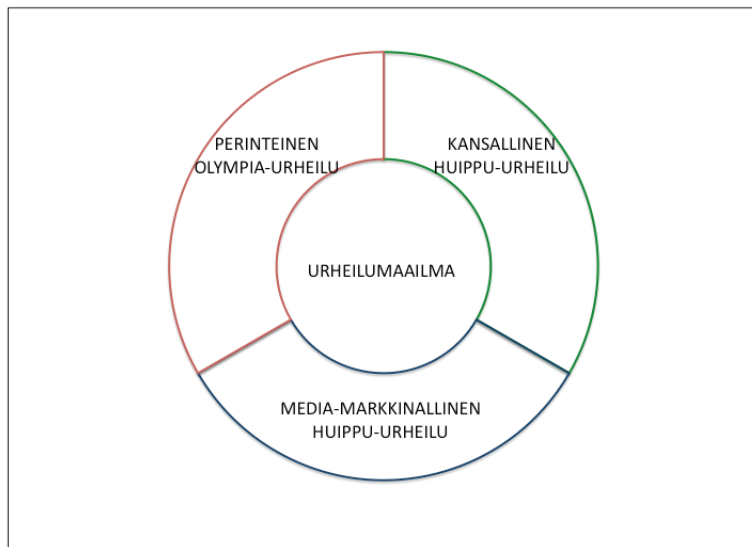 PERINTEINEN
OLYMPIA-URHEILU
KANSALLINEN
HUIPPU-URHEILU
URHEILUMAAILMA
MEDIA-MARKKINALLINEN
HUIPPU-URHEILU